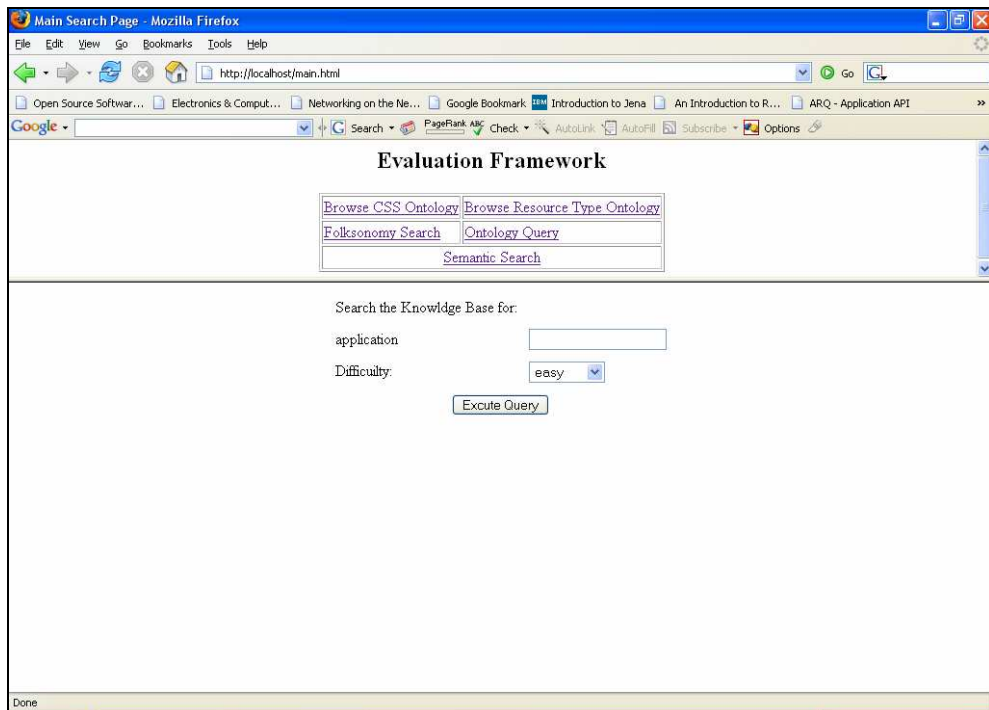 Main Search Page - Mozilla Firefox
File Edit View Go Bookmarks Tools Help
http://localhost/main.html Go G
Open Source Softwar... Electronics & Comput... Networking on the Ne... Google Bookmark IBM Introduction to Jena An Introduction to R... ARQ - Application API »
Google G Search PageRank ABC Check AutoLink AutoFill Subscribe Options
Evaluation Framework
Browse CSS Ontology Browse Resource Type Ontology
Folksonomy Search Ontology Query
Semantic Search
Search the Knowldge Base for:
application
Difficuilty: easy
Excute Query
Done